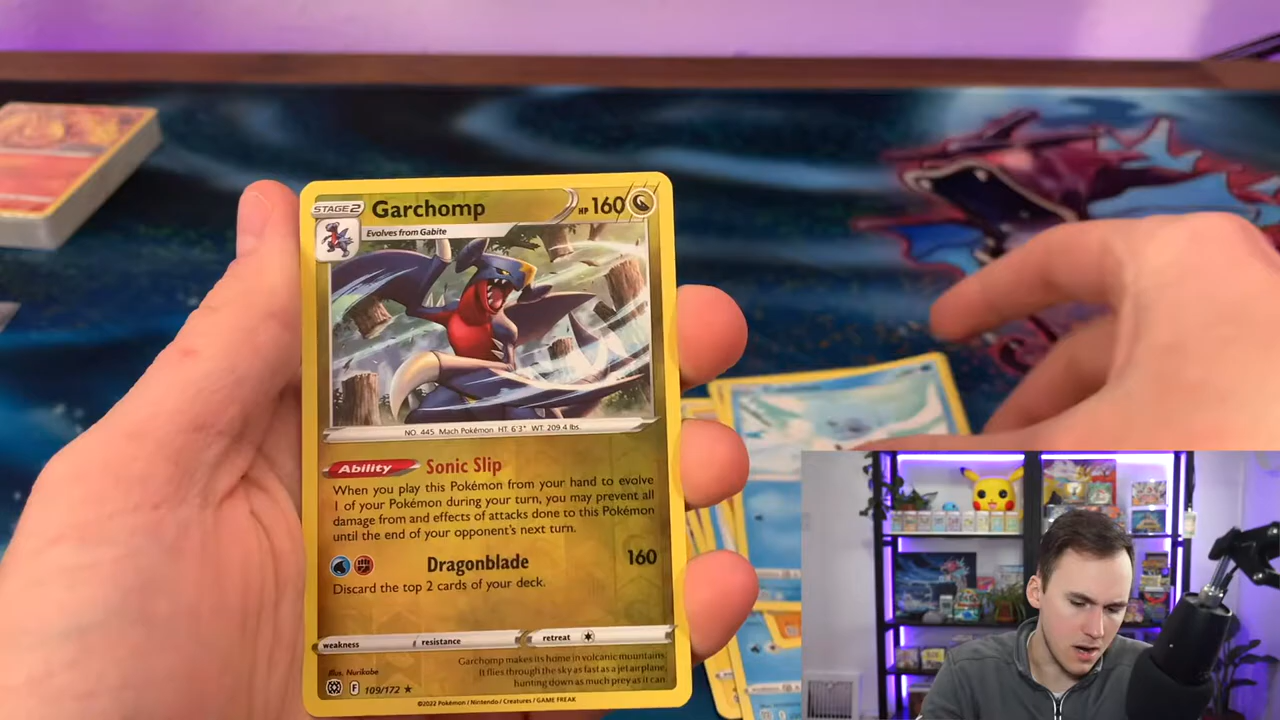 STAGE2 Garchomp HP 160
Evolves from Gabite
NO. 445 Mach Pokémon HT. 6'3" WT. 209.4 lbs.
Ability Sonic Slip
When you play this Pokémon from your hand to evolve
1 of your Pokémon during your turn, you may prevent all
damage from and effects of attacks done to this Pokémon
until the end of your opponent's next turn.
Dragonblade 160
Discard the top 2 cards of your deck.
weakness resistance retreat
Illus. Nurikobe
Garchomp makes its home in volcanic mountains.
It flies through the sky as fast as a jet airplane,
hunting down as much prey as it can.
F 109/172 ★
©2022 Pokémon / Nintendo / Creatures / GAME FREAK